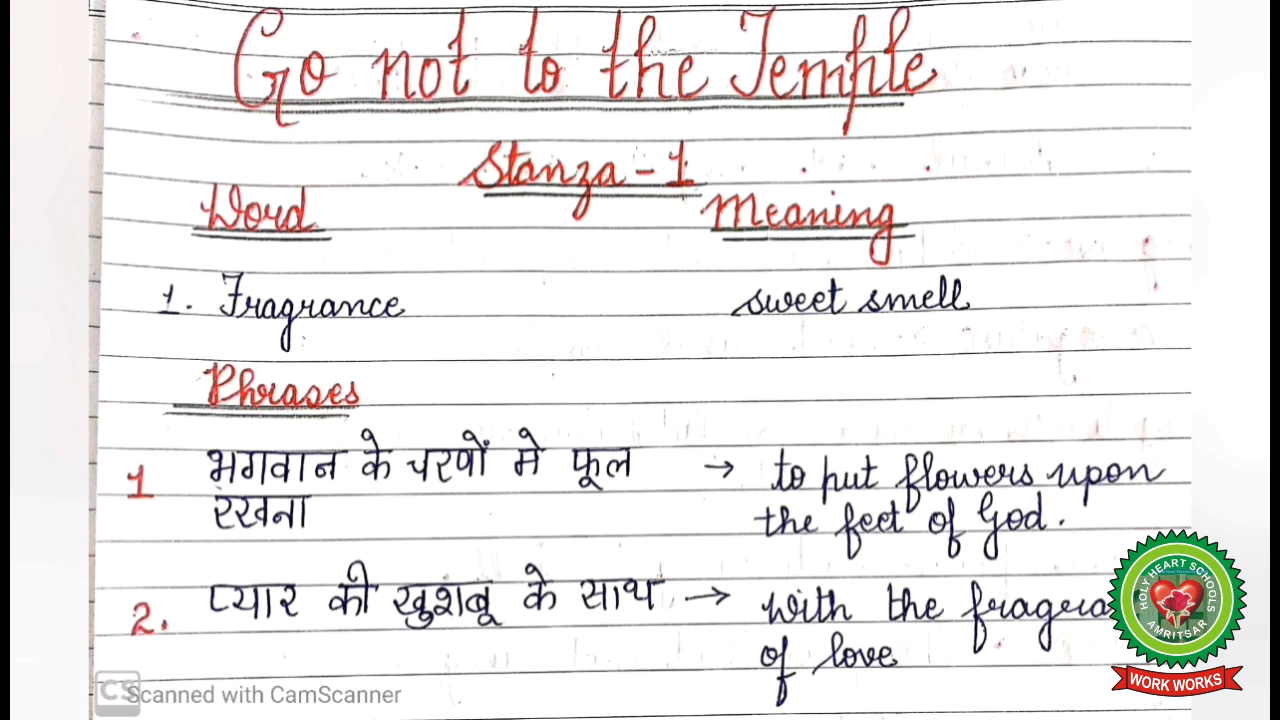 Go not to the Temple
Stanza - 1
Word Meaning
1. Fragrance sweet smell
Phrases
1 भगवान के चरणों मे फूल → to put flowers upon
रखना the feet of God.
2. प्यार की खुशबू के साथ → with the
of love
HOLY HEART SCHOOLS
AMRITSAR
WORK WORKS
CS Scanned with CamScanner